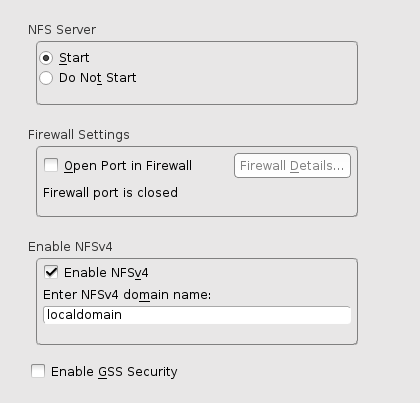 NFS Server
Start
Do Not Start
Firewall Settings
Open Port in Firewall
Firewall Details...
Firewall port is closed
Enable NFSv4
Enable NFSv4
Enter NFSv4 domain name:
localdomain
Enable GSS Security